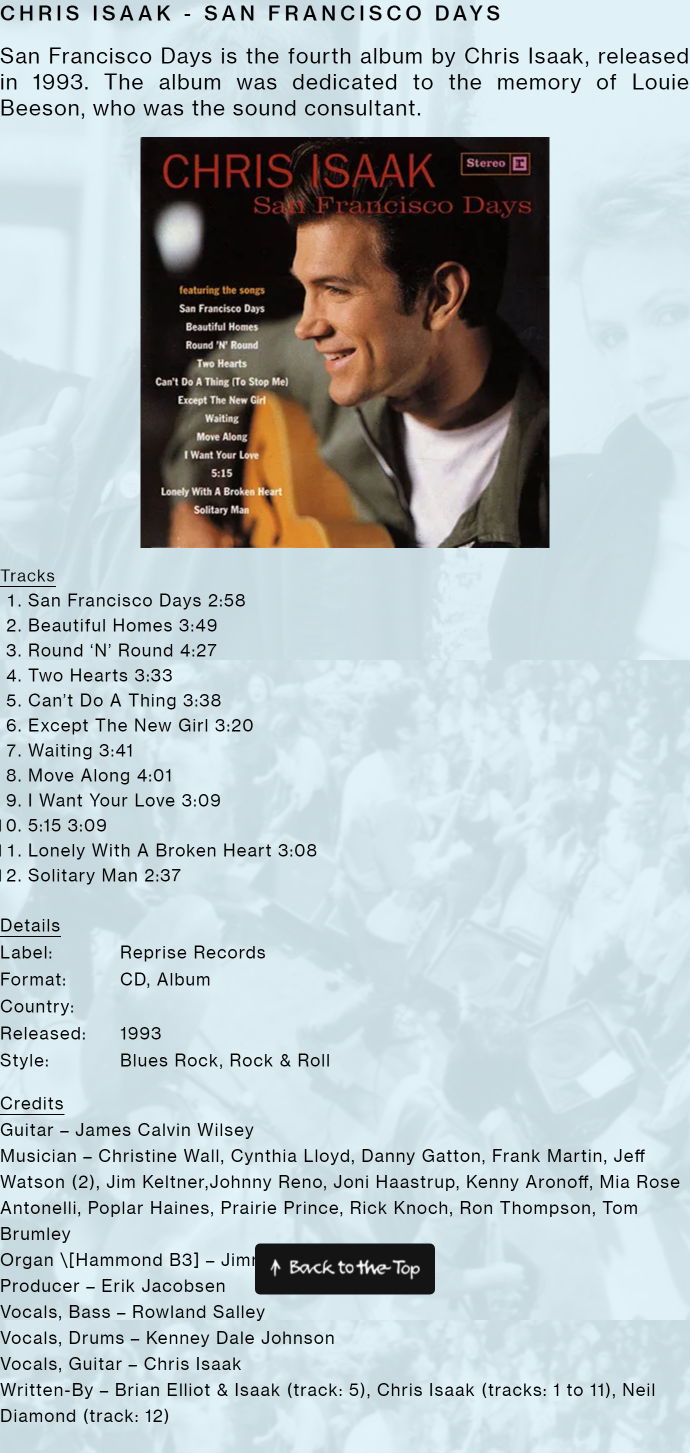 CHRIS ISAAK - SAN FRANCISCO DAYS
San Francisco Days is the fourth album by Chris Isaak, released
in 1993. The album was dedicated to the memory of Louie
Beeson, who was the sound consultant.
CHRIS ISAAK
Stereo
San Francisco Days
featuring the songs
San Francisco Days
Beautiful Homes
Round 'N' Round
Two Hearts
Can't Do A Thing (To Stop Me)
Except The New Girl
Waiting
Move Along
I Want Your Love
5:15
Lonely With A Broken Heart
Solitary Man
Tracks
1. San Francisco Days 2:58
2. Beautiful Homes 3:49
3. Round ‘N’ Round 4:27
4. Two Hearts 3:33
5. Can’t Do A Thing 3:38
6. Except The New Girl 3:20
7. Waiting 3:41
8. Move Along 4:01
9. I Want Your Love 3:09
10. 5:15 3:09
11. Lonely With A Broken Heart 3:08
12. Solitary Man 2:37
Details
Label: Reprise Records
Format: CD, Album
Country:
Released: 1993
Style: Blues Rock, Rock & Roll
Credits
Guitar – James Calvin Wilsey
Musician – Christine Wall, Cynthia Lloyd, Danny Gatton, Frank Martin, Jeff
Watson (2), Jim Keltner,Johnny Reno, Joni Haastrup, Kenny Aronoff, Mia Rose
Antonelli, Poplar Haines, Prairie Prince, Rick Knoch, Ron Thompson, Tom
Brumley
Organ \[Hammond B3] –
↑ Back to the Top
Producer – Erik Jacobsen
Vocals, Bass – Rowland Salley
Vocals, Drums – Kenney Dale Johnson
Vocals, Guitar – Chris Isaak
Written-By – Brian Elliot & Isaak (track: 5), Chris Isaak (tracks: 1 to 11), Neil
Diamond (track: 12)